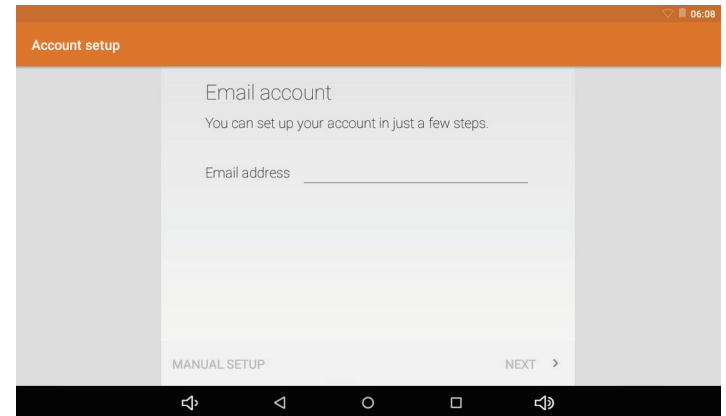 06:08
Account setup
Email account
You can set up your account in just a few steps.
Email address
MANUAL SETUP
NEXT